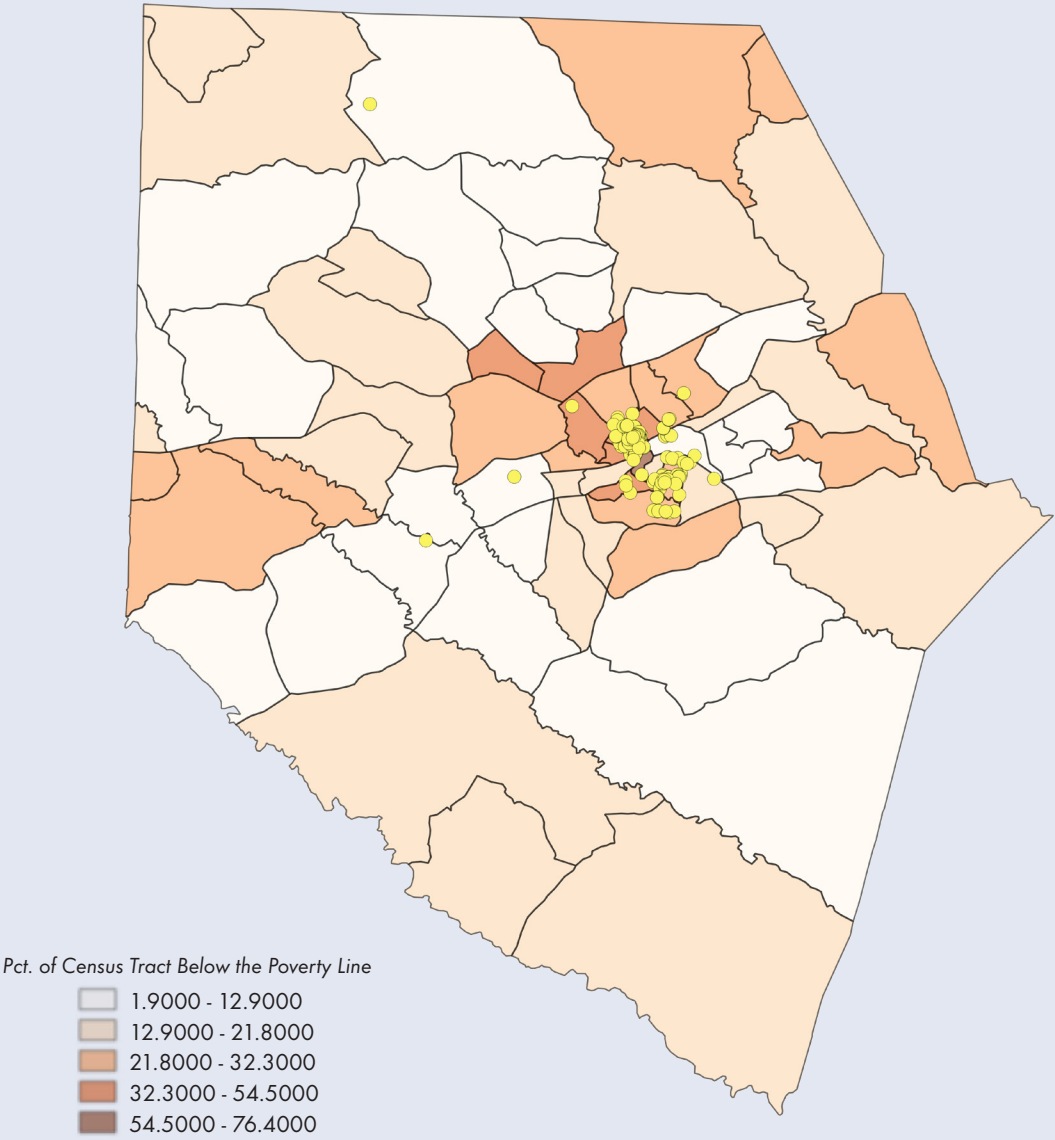 Pct. of Census Tract Below the Poverty Line
1.9000 - 12.9000
12.9000 - 21.8000
21.8000 - 32.3000
32.3000 - 54.5000
54.5000 - 76.4000